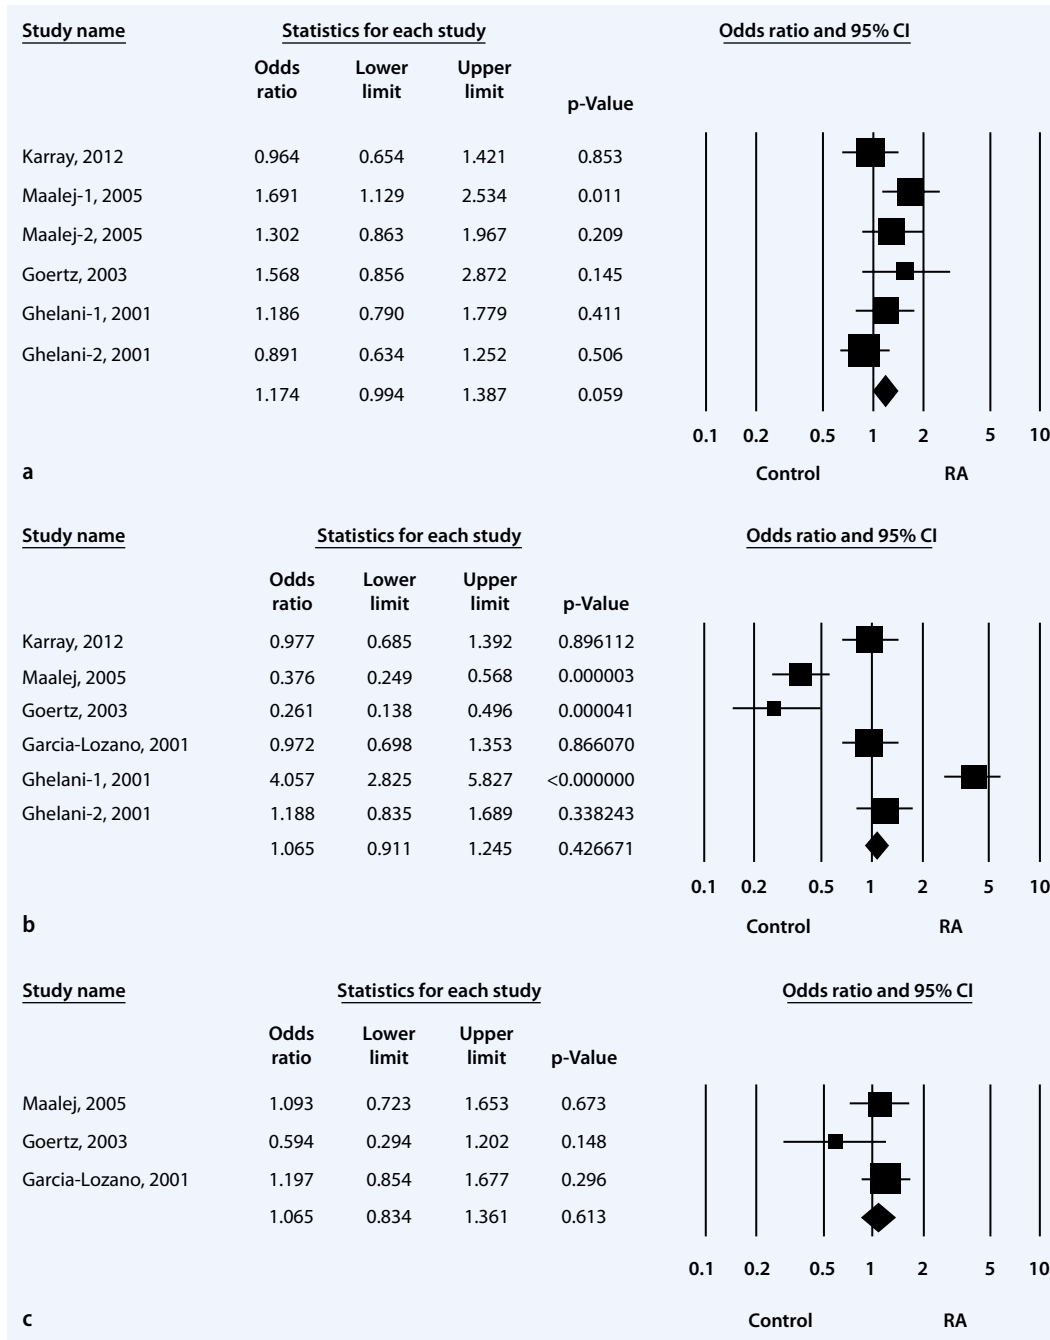 Study name Statistics for each study Odds ratio and 95% CI
Odds ratio Lower limit Upper limit p-Value
Karray, 2012 0.964 0.654 1.421 0.853
Maalej-1, 2005 1.691 1.129 2.534 0.011
Maalej-2, 2005 1.302 0.863 1.967 0.209
Goertz, 2003 1.568 0.856 2.872 0.145
Ghelani-1, 2001 1.186 0.790 1.779 0.411
Ghelani-2, 2001 0.891 0.634 1.252 0.506
1.174 0.994 1.387 0.059
0.1 0.2 0.5 1 2 5 10
a Control RA
Study name Statistics for each study Odds ratio and 95% CI
Odds ratio Lower limit Upper limit p-Value
Karray, 2012 0.977 0.685 1.392 0.896112
Maalej, 2005 0.376 0.249 0.568 0.000003
Goertz, 2003 0.261 0.138 0.496 0.000041
Garcia-Lozano, 2001 0.972 0.698 1.353 0.866070
Ghelani-1, 2001 4.057 2.825 5.827 <0.000000
Ghelani-2, 2001 1.188 0.835 1.689 0.338243
1.065 0.911 1.245 0.426671
0.1 0.2 0.5 1 2 5 10
b Control RA
Study name Statistics for each study Odds ratio and 95% CI
Odds ratio Lower limit Upper limit p-Value
Maalej, 2005 1.093 0.723 1.653 0.673
Goertz, 2003 0.594 0.294 1.202 0.148
Garcia-Lozano, 2001 1.197 0.854 1.677 0.296
1.065 0.834 1.361 0.613
0.1 0.2 0.5 1 2 5 10
c Control RA